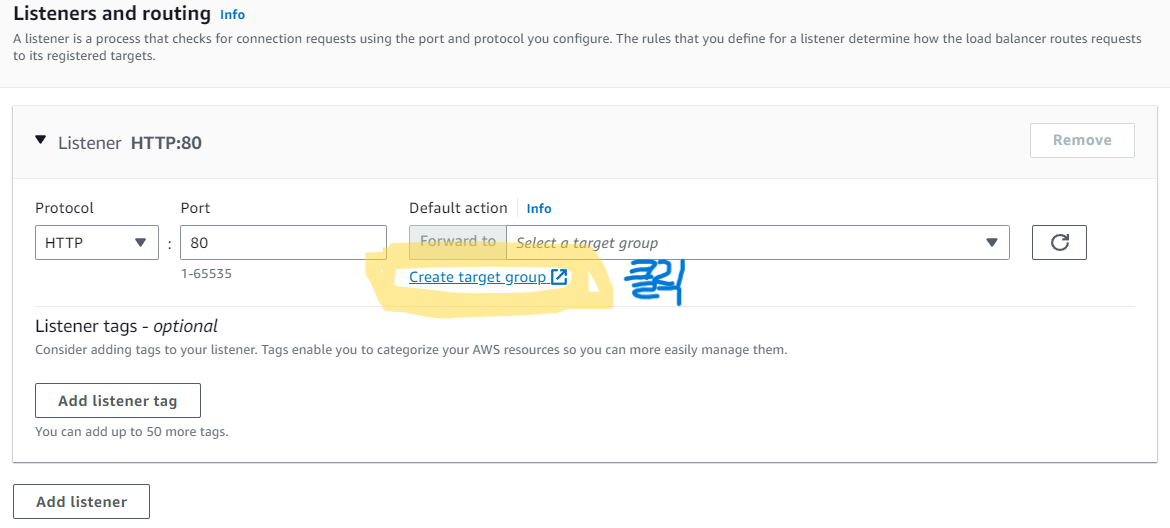 Listeners and routing Info
A listener is a process that checks for connection requests using the port and protocol you configure. The rules that you define for a listener determine how the load balancer routes requests
to its registered targets.
Listener HTTP:80
Remove
Protocol Port Default action Info
HTTP : 80 Forward to Select a target group
1-65535 Create target group 클릭
Listener tags - optional
Consider adding tags to your listener. Tags enable you to categorize your AWS resources so you can more easily manage them.
Add listener tag
You can add up to 50 more tags.
Add listener